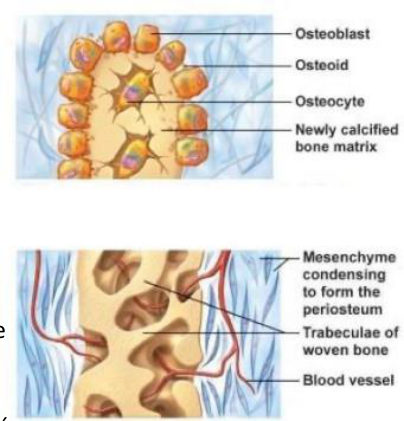 Osteoblast
Osteoid
Osteocyte
Newly calcified
bone matrix
Mesenchyme
condensing
to form the
periosteum
Trabeculae of
woven bone
Blood vessel
e